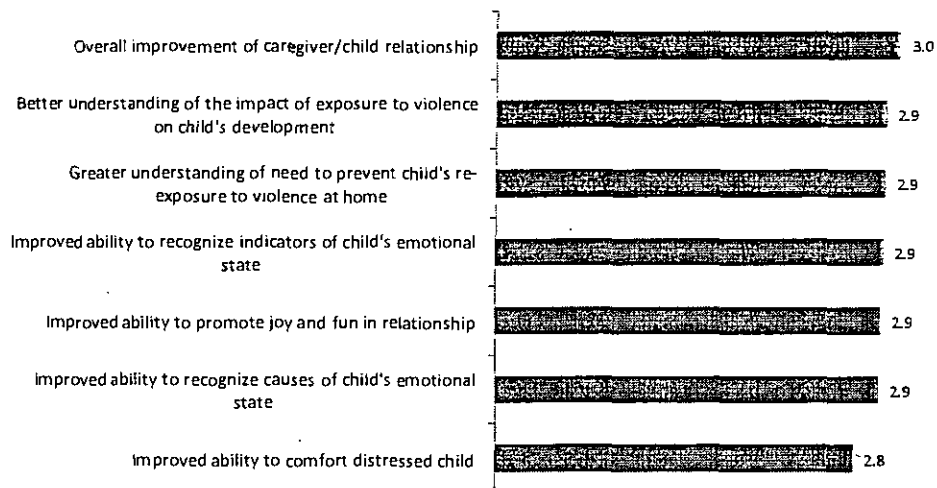 Overall improvement of caregiver/child relationship
3.0
Better understanding of the impact of exposure to violence
on child's development
2.9
Greater understanding of need to prevent child's re-
exposure to violence at home
2.9
Improved ability to recognize indicators of child's emotional
state
2.9
Improved ability to promote joy and fun in relationship
2.9
Improved ability to recognize causes of child's emotional
state
2.9
Improved ability to comfort distressed child
2.8